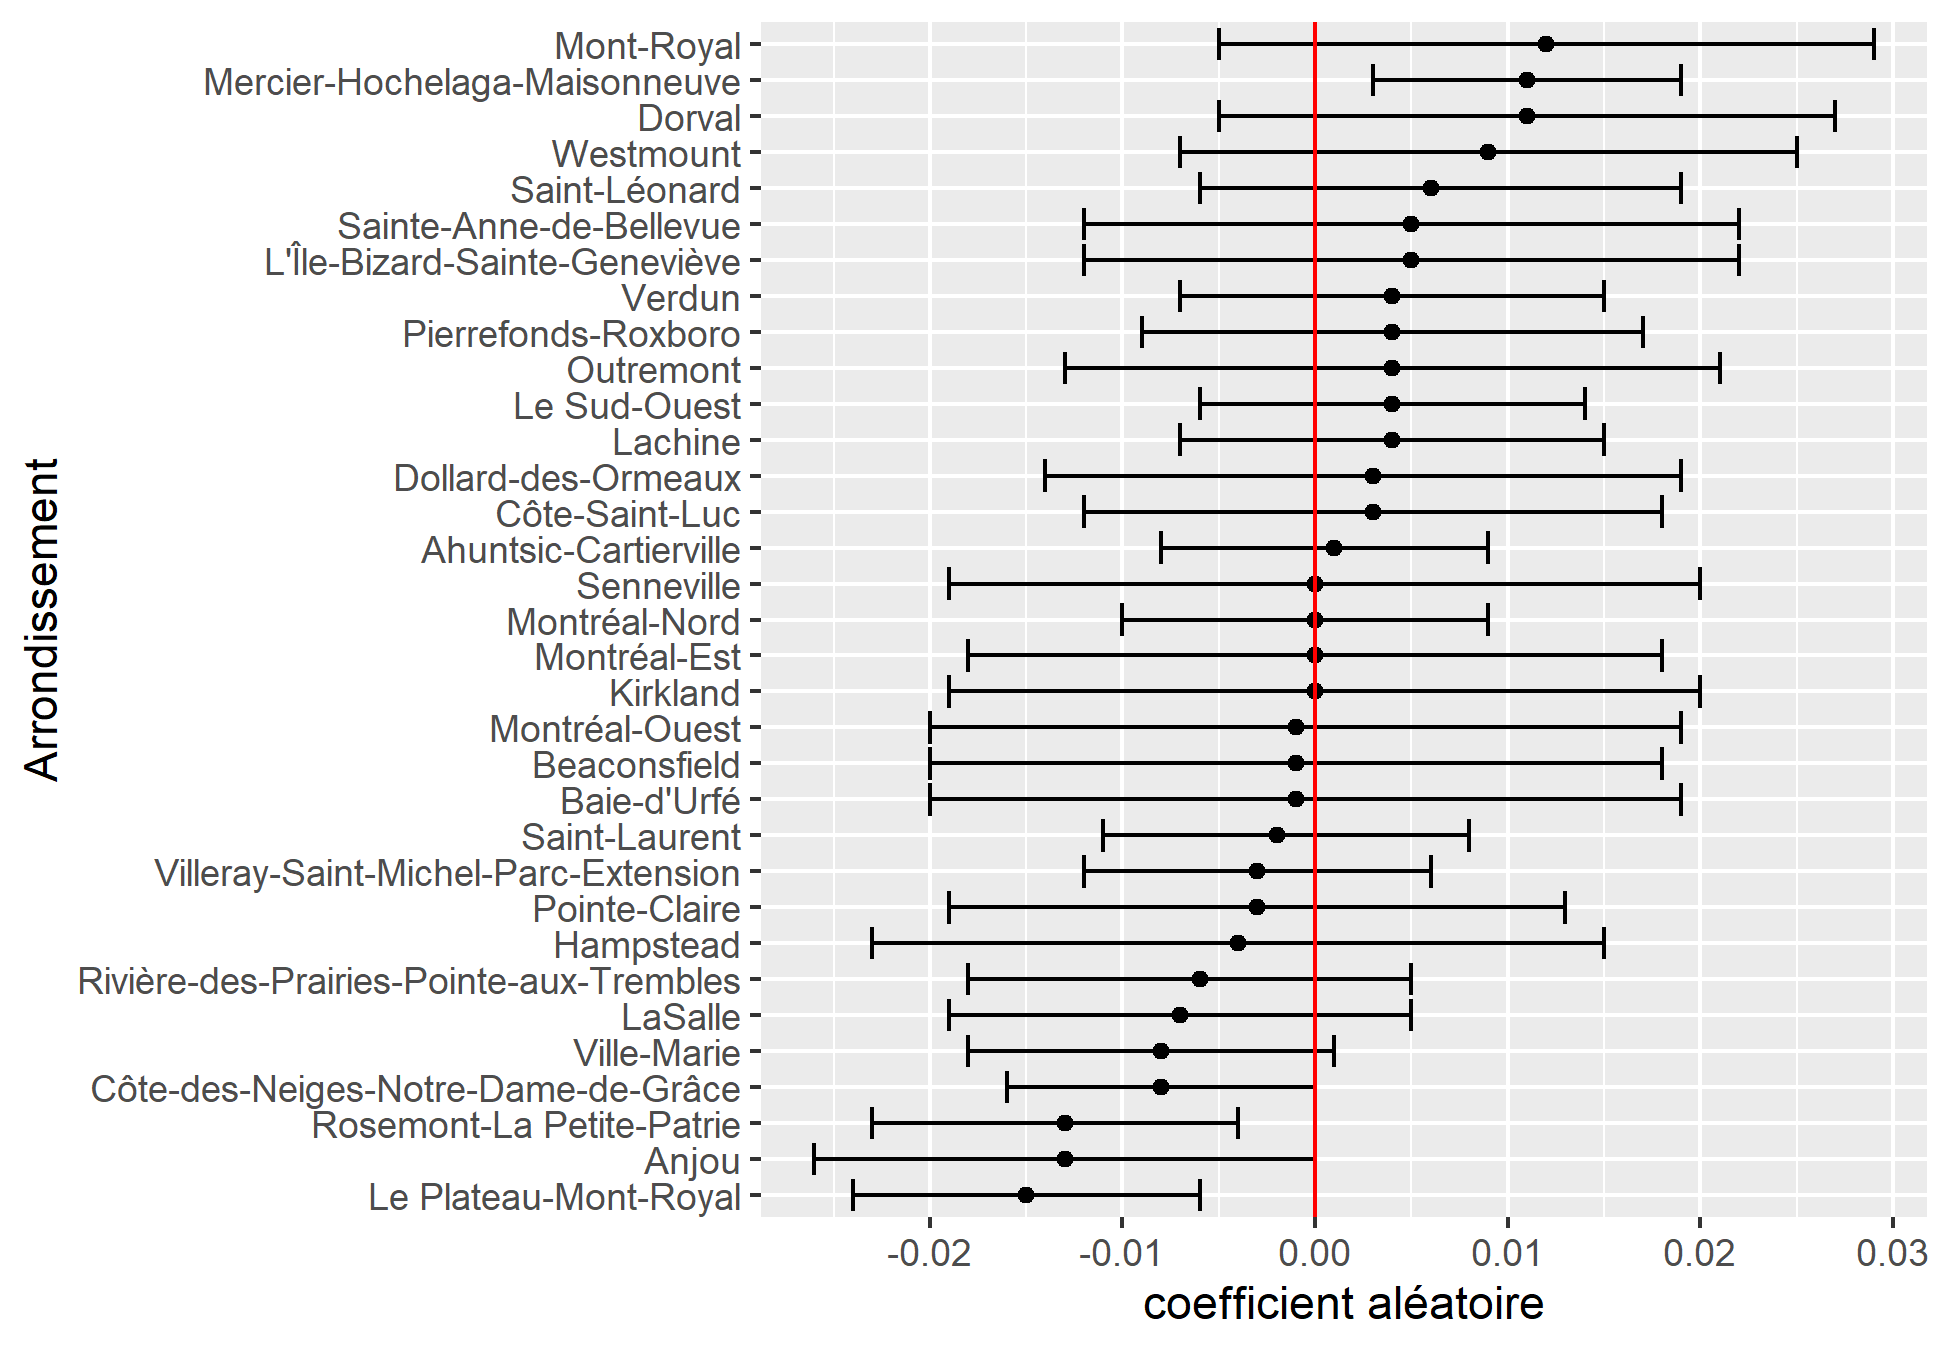 Mont-Royal
Mercier-Hochelaga-Maisonneuve
Dorval
Westmount
Saint-Léonard
Sainte-Anne-de-Bellevue
L'Île-Bizard-Sainte-Geneviève
Verdun
Pierrefonds-Roxboro
Outremont
Le Sud-Ouest
Lachine
Dollard-des-Ormeaux
Côte-Saint-Luc
Ahuntsic-Cartierville
Senneville
Montréal-Nord
Montréal-Est
Kirkland
Montréal-Ouest
Beaconsfield
Baie-d'Urfé
Saint-Laurent
Villeray-Saint-Michel-Parc-Extension
Pointe-Claire
Hampstead
Rivière-des-Prairies-Pointe-aux-Trembles
LaSalle
Ville-Marie
Côte-des-Neiges-Notre-Dame-de-Grâce
Rosemont-La Petite-Patrie
Anjou
Le Plateau-Mont-Royal
Arrondissement
-0.02 -0.01 0.00 0.01 0.02 0.03
coefficient aléatoire